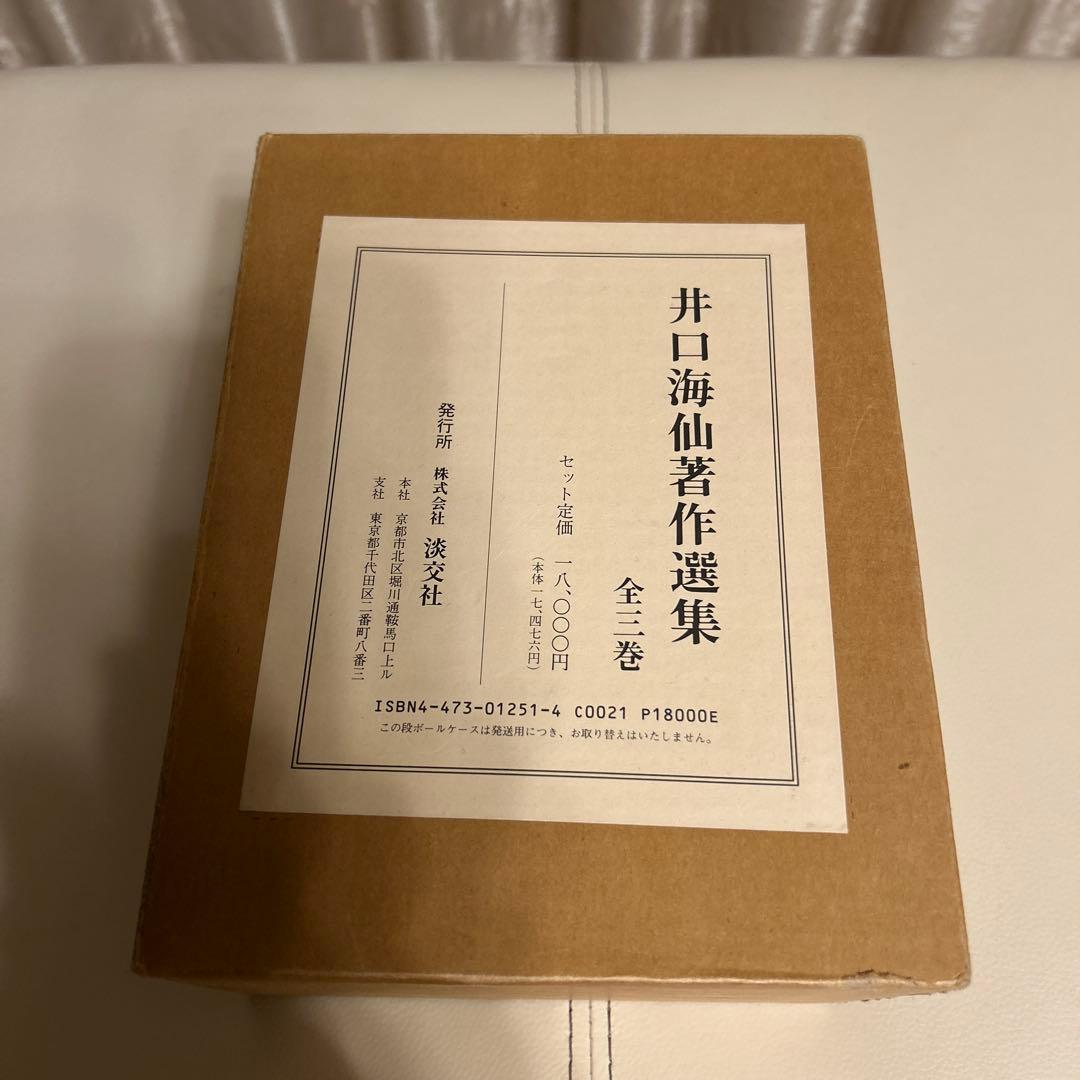 井口海仙著作選集
全三巻
セット定価 一八、〇〇〇円
（本体一七、四七六円）
発行所 株式会社 淡交社
本社 京都市北区堀川通鞍馬口上ル
支社 東京都千代田区二番町八番三
ISBN4-473-01251-4 C0021 P18000E
この段ボールケースは発送用につき、お取り替えはいたしません。